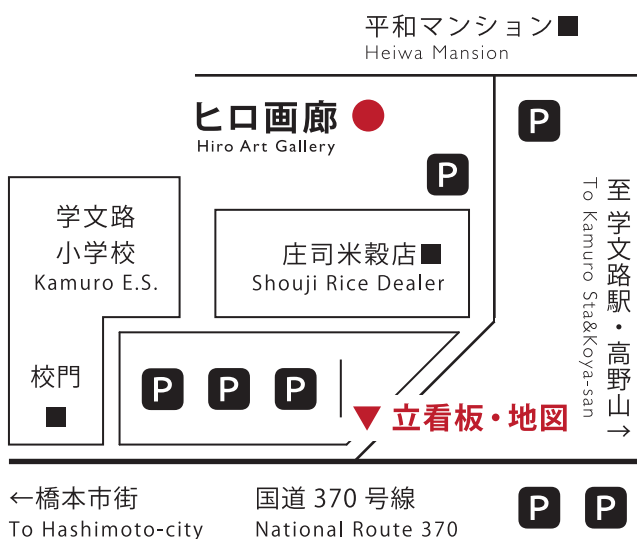 平和マンション■
Heiwa Mansion
ヒロ画廊
Hiro Art Gallery
P
P
学文路
小学校
Kamuro E.S.
庄司米穀店■
Shouji Rice Dealer
至 学文路駅・高野山→
To Kamuro Sta&Koya-san
校門
P
P
P
▼立看板・地図
←橋本市街
To Hashimoto-city
国道 370 号線
National Route 370
P
P